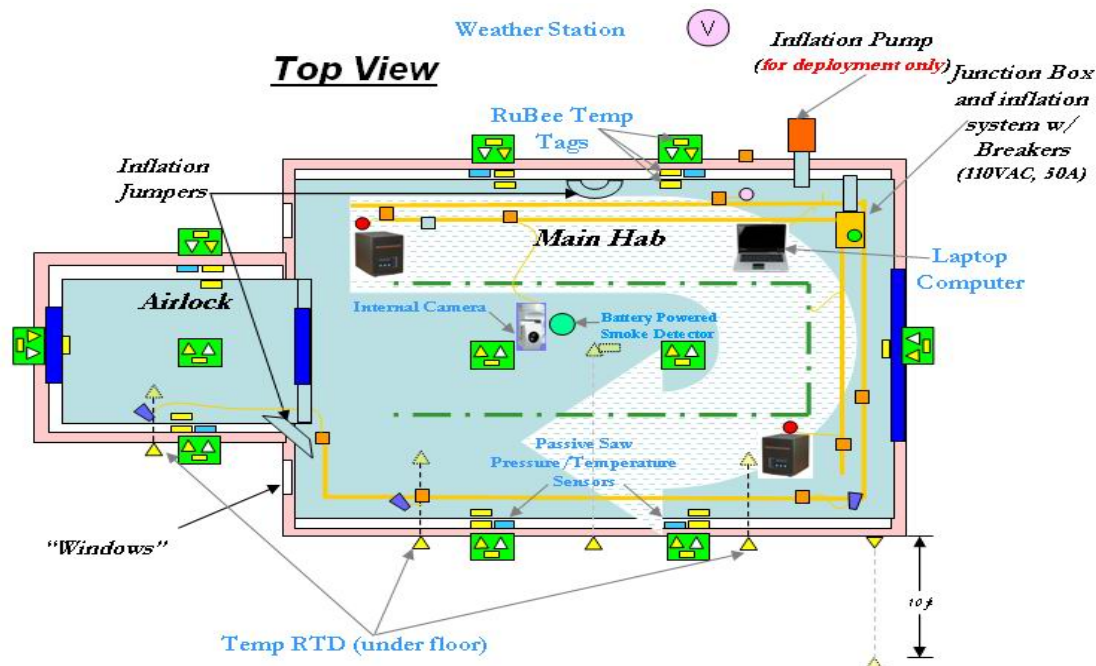 Weather Station
V
Top View
Inflation Pump
(for deployment only)
Junction Box
and inflation
system w/
Breakers
(110VAC, 50A)
RuBee Temp
Tags
Inflation
Jumpers
Main Hab
Laptop
Computer
Airlock
Internal Camera
Battery Powered
Smoke Detector
Passive Saw
Pressure/Temperature
Sensors
"Windows"
10 ft
Temp RTD (under floor)